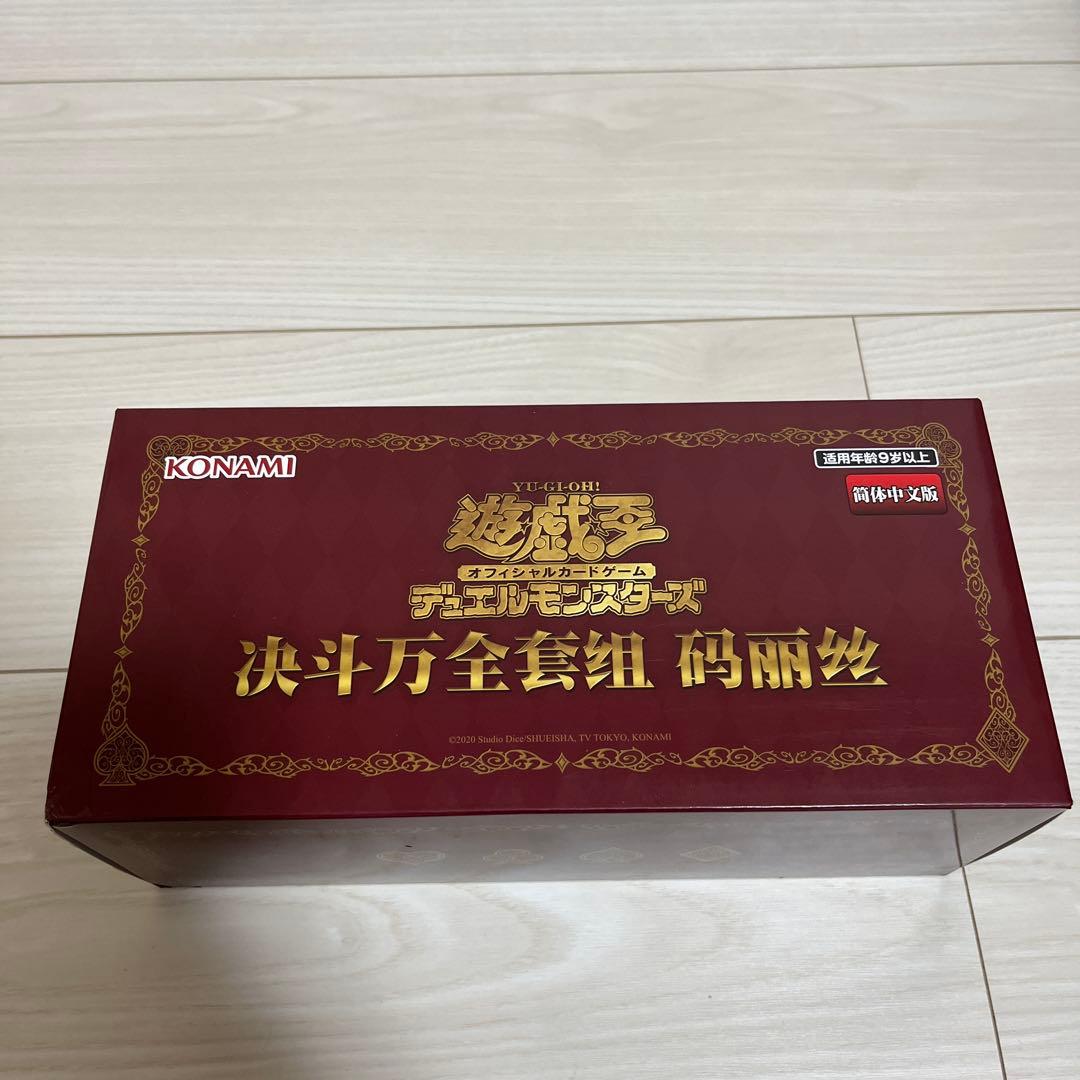 KONAMI
适用年龄9岁以上
简体中文版
YU-GI-OH!
遊戯王
オフィシャルカードゲーム
デュエルモンスターズ
决斗万全套组 码丽丝
©2020 Studio Dice/SHUEISHA, TV TOKYO, KONAMI